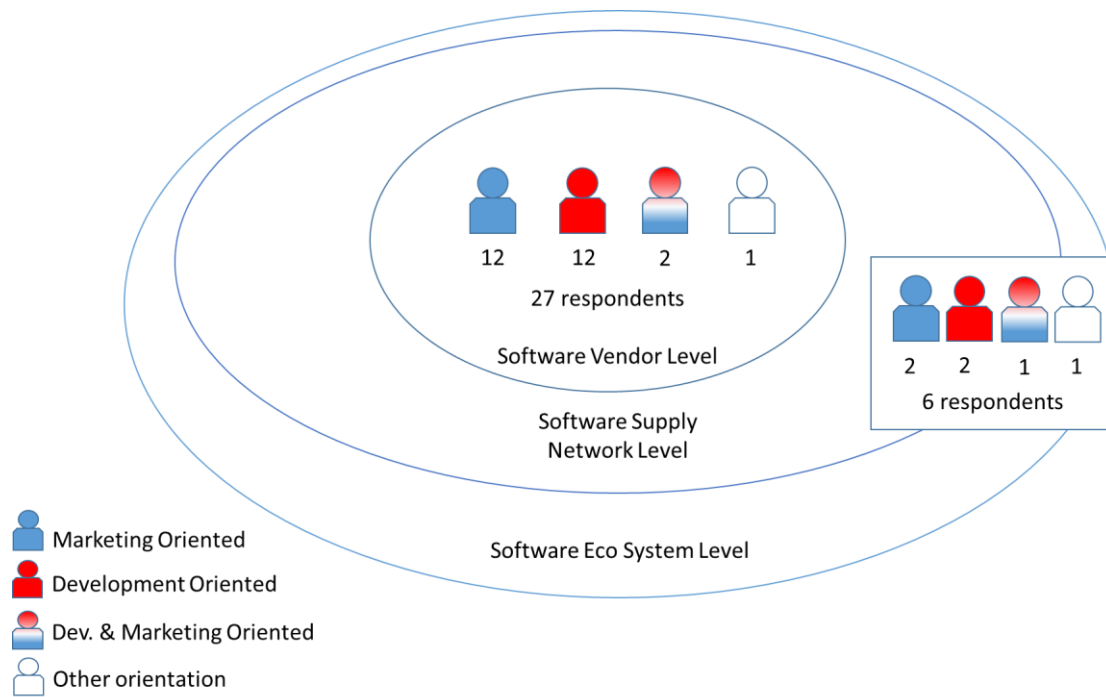 12 12 2 1
27 respondents
Software Vendor Level
2 2 1 1
6 respondents
Software Supply
Network Level
Software Eco System Level
Marketing Oriented
Development Oriented
Dev. & Marketing Oriented
Other orientation